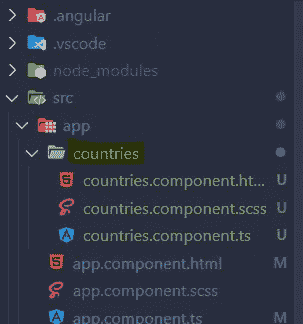 .angular
.vscode
node_modules
src
app
countries
countries.component.ht...
countries.component.scss U
countries.component.ts U
app.component.html M
app.component.scss
app.component.ts M